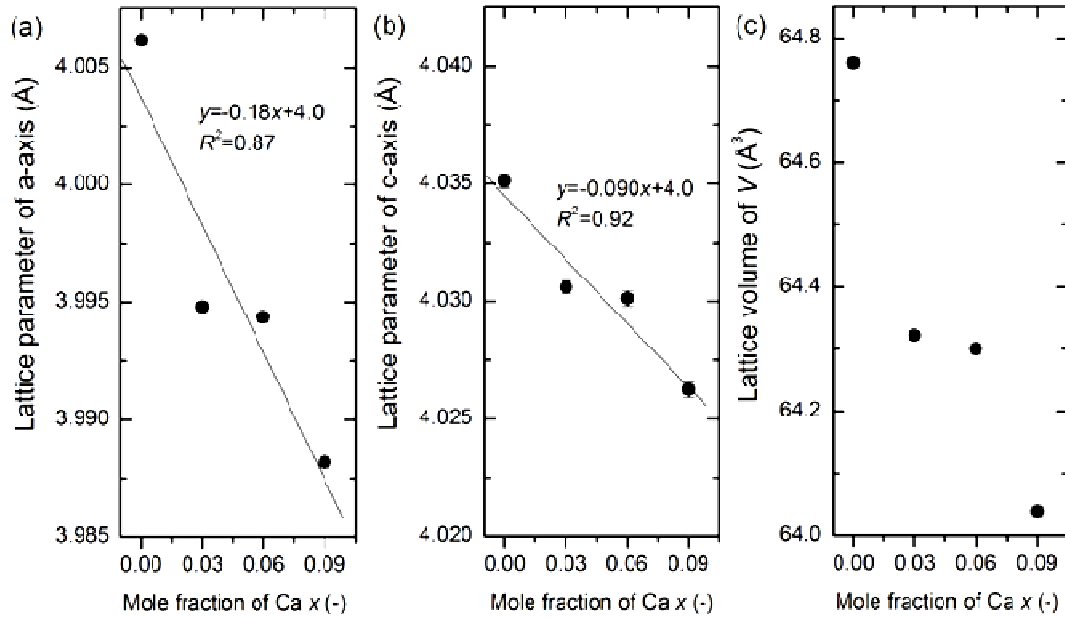 (a)
Lattice parameter of a-axis (Å)
4.005
4.000
3.995
3.990
3.985
y=-0.18x+4.0
R²=0.87
0.00 0.03 0.06 0.09
Mole fraction of Ca x (-)
(b)
Lattice parameter of c-axis (Å)
4.040
4.035
4.030
4.025
4.020
y=-0.090x+4.0
R²=0.92
0.00 0.03 0.06 0.09
Mole fraction of Ca x (-)
(c)
Lattice volume of V (Å³)
64.8
64.6
64.4
64.2
64.0
0.00 0.03 0.06 0.09
Mole fraction of Ca x (-)